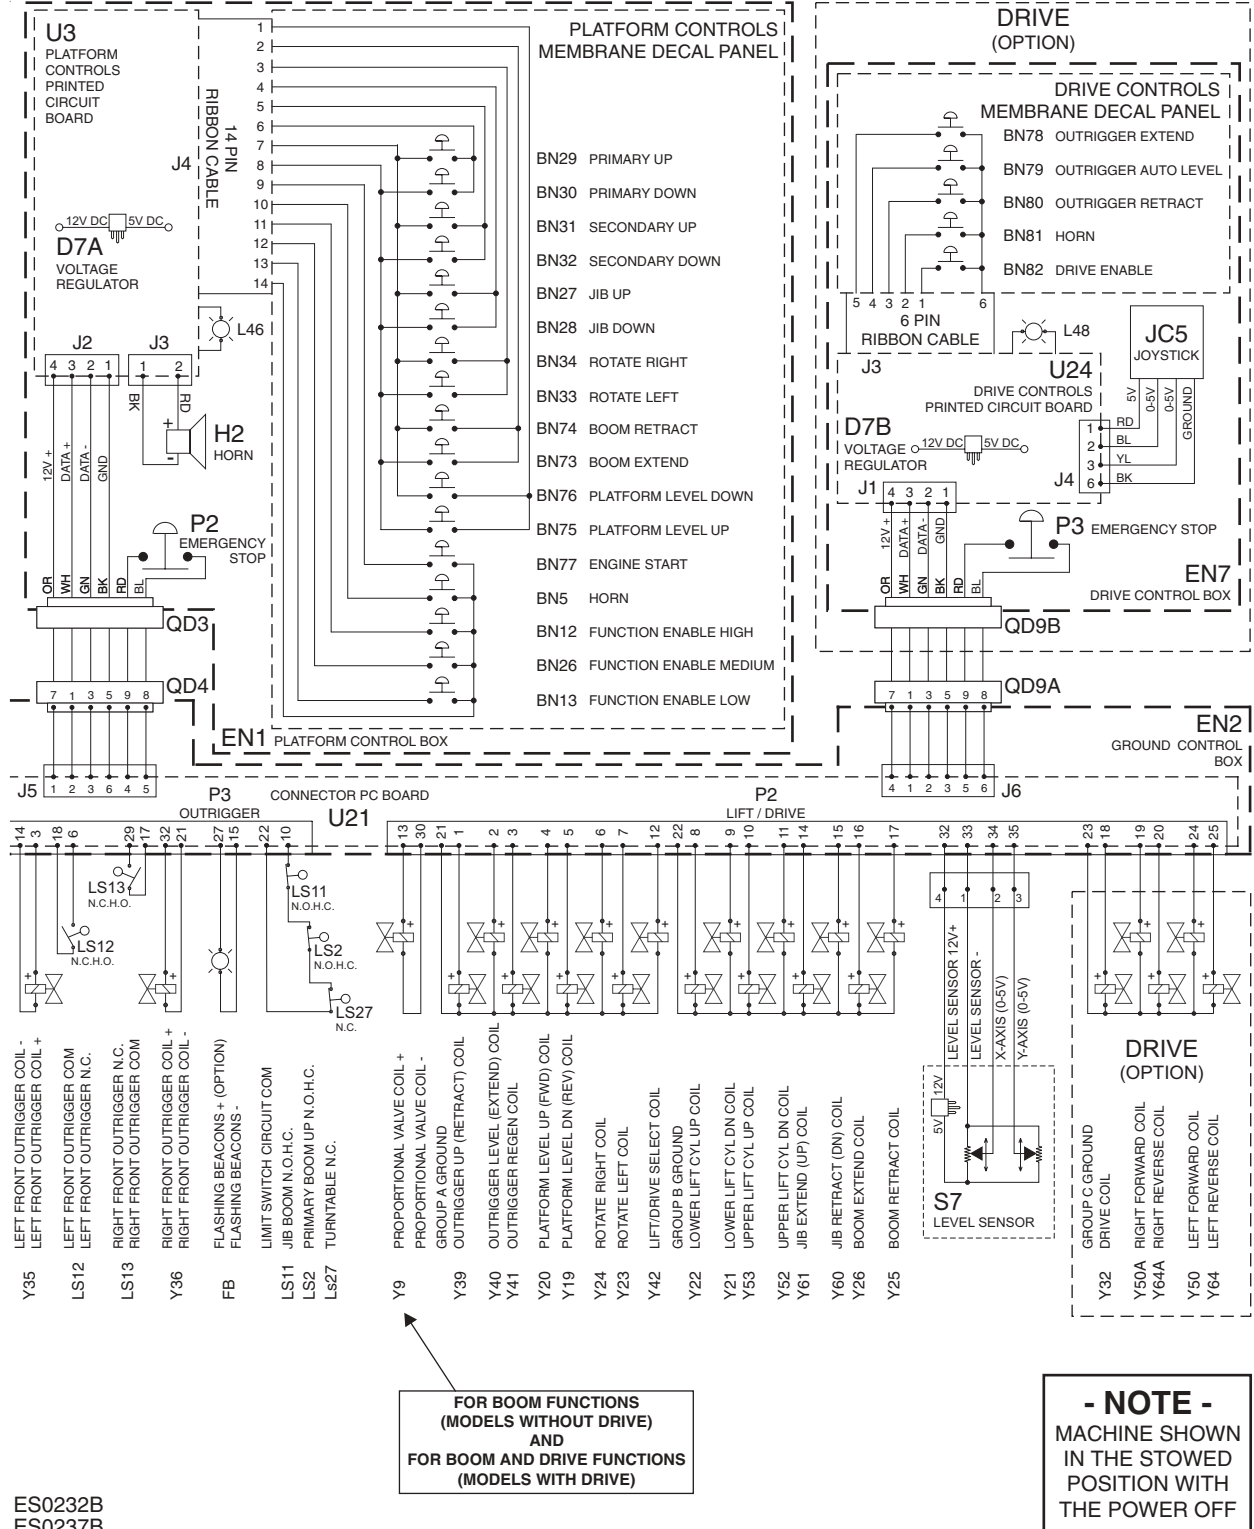 U3
PLATFORM
CONTROLS
PRINTED
CIRCUIT
BOARD
14 PIN
RIBBON CABLE
J4
1
2
3
4
5
6
7
8
9
10
11
12
13
14
PLATFORM CONTROLS
MEMBRANE DECAL PANEL
BN29 PRIMARY UP
BN30 PRIMARY DOWN
BN31 SECONDARY UP
BN32 SECONDARY DOWN
BN27 JIB UP
BN28 JIB DOWN
BN34 ROTATE RIGHT
BN33 ROTATE LEFT
BN74 BOOM RETRACT
BN73 BOOM EXTEND
BN76 PLATFORM LEVEL DOWN
BN75 PLATFORM LEVEL UP
BN77 ENGINE START
BN5 HORN
BN12 FUNCTION ENABLE HIGH
BN26 FUNCTION ENABLE MEDIUM
BN13 FUNCTION ENABLE LOW
12V DC 5V DC
D7A
VOLTAGE
REGULATOR
L46
J2 J3
4 3 2 1 1 2
BK RD
+
-
H2
HORN
12V + DATA + DATA - GND
P2
EMERGENCY
STOP
OR WH GN BK RD BL
QD3
QD4
7 1 3 5 9 8
EN1 PLATFORM CONTROL BOX
J5 1 2 3 6 4 5
DRIVE
(OPTION)
DRIVE CONTROLS
MEMBRANE DECAL PANEL
BN78 OUTRIGGER EXTEND
BN79 OUTRIGGER AUTO LEVEL
BN80 OUTRIGGER RETRACT
BN81 HORN
BN82 DRIVE ENABLE
5 4 3 2 1 6
6 PIN
RIBBON CABLE
J3
L48
JC5
JOYSTICK
U24
DRIVE CONTROLS
PRINTED CIRCUIT BOARD
5V 0-5V 0-5V GROUND
1 RD
2 BL
3 YL
6 BK
J4
D7B
VOLTAGE
REGULATOR
12V DC 5V DC
J1 4 3 2 1
12V + DATA + DATA - GND
P3 EMERGENCY STOP
OR WH GN BK RD BL
EN7
DRIVE CONTROL BOX
QD9B
QD9A
7 1 3 5 9 8
EN2
GROUND CONTROL
BOX
4 1 2 3 5 6 J6
P3
OUTRIGGER
CONNECTOR PC BOARD
U21
P2
LIFT / DRIVE
14 3 18 6 29 17 32 21 27 15 22 10
13 30 21 1 2 3 4 5 6 7 12 22 8 9 10 11 14 15 16 17
32 33 34 35
23 18 19 20 24 25
LS13
N.C.H.O.
LS12
N.C.H.O.
LS11
N.O.H.C.
LS2
N.O.H.C.
LS27
N.C.
+ +
+ + + + + + + + + + + + + + +
4 1 2 3
LEVEL SENSOR 12V+
LEVEL SENSOR -
X-AXIS (0-5V)
Y-AXIS (0-5V)
12V
5V
S7
LEVEL SENSOR
+ + + + +
DRIVE
(OPTION)
LEFT FRONT OUTRIGGER COIL -
Y35 LEFT FRONT OUTRIGGER COIL +
LEFT FRONT OUTRIGGER COM
LS12 LEFT FRONT OUTRIGGER N.C.
RIGHT FRONT OUTRIGGER N.C.
LS13 RIGHT FRONT OUTRIGGER COM
RIGHT FRONT OUTRIGGER COIL +
Y36 RIGHT FRONT OUTRIGGER COIL -
FLASHING BEACONS + (OPTION)
FB FLASHING BEACONS -
LIMIT SWITCH CIRCUIT COM
LS11 JIB BOOM N.O.H.C.
LS2 PRIMARY BOOM UP N.O.H.C.
Ls27 TURNTABLE N.C.
Y9 PROPORTIONAL VALVE COIL +
PROPORTIONAL VALVE COIL -
GROUP A GROUND
Y39 OUTRIGGER UP (RETRACT) COIL
Y40 OUTRIGGER LEVEL (EXTEND) COIL
Y41 OUTRIGGER REGEN COIL
Y20 PLATFORM LEVEL UP (FWD) COIL
Y19 PLATFORM LEVEL DN (REV) COIL
Y24 ROTATE RIGHT COIL
Y23 ROTATE LEFT COIL
Y42 LIFT/DRIVE SELECT COIL
GROUP B GROUND
Y22 LOWER LIFT CYL UP COIL
Y21 LOWER LIFT CYL DN COIL
Y53 UPPER LIFT CYL UP COIL
Y52 UPPER LIFT CYL DN COIL
Y61 JIB EXTEND (UP) COIL
Y60 JIB RETRACT (DN) COIL
Y26 BOOM EXTEND COIL
Y25 BOOM RETRACT COIL
GROUP C GROUND
Y32 DRIVE COIL
Y50A RIGHT FORWARD COIL
Y64A RIGHT REVERSE COIL
Y50 LEFT FORWARD COIL
Y64 LEFT REVERSE COIL
FOR BOOM FUNCTIONS
(MODELS WITHOUT DRIVE)
AND
FOR BOOM AND DRIVE FUNCTIONS
(MODELS WITH DRIVE)
- NOTE -
MACHINE SHOWN
IN THE STOWED
POSITION WITH
THE POWER OFF
ES0232B
ES0237B